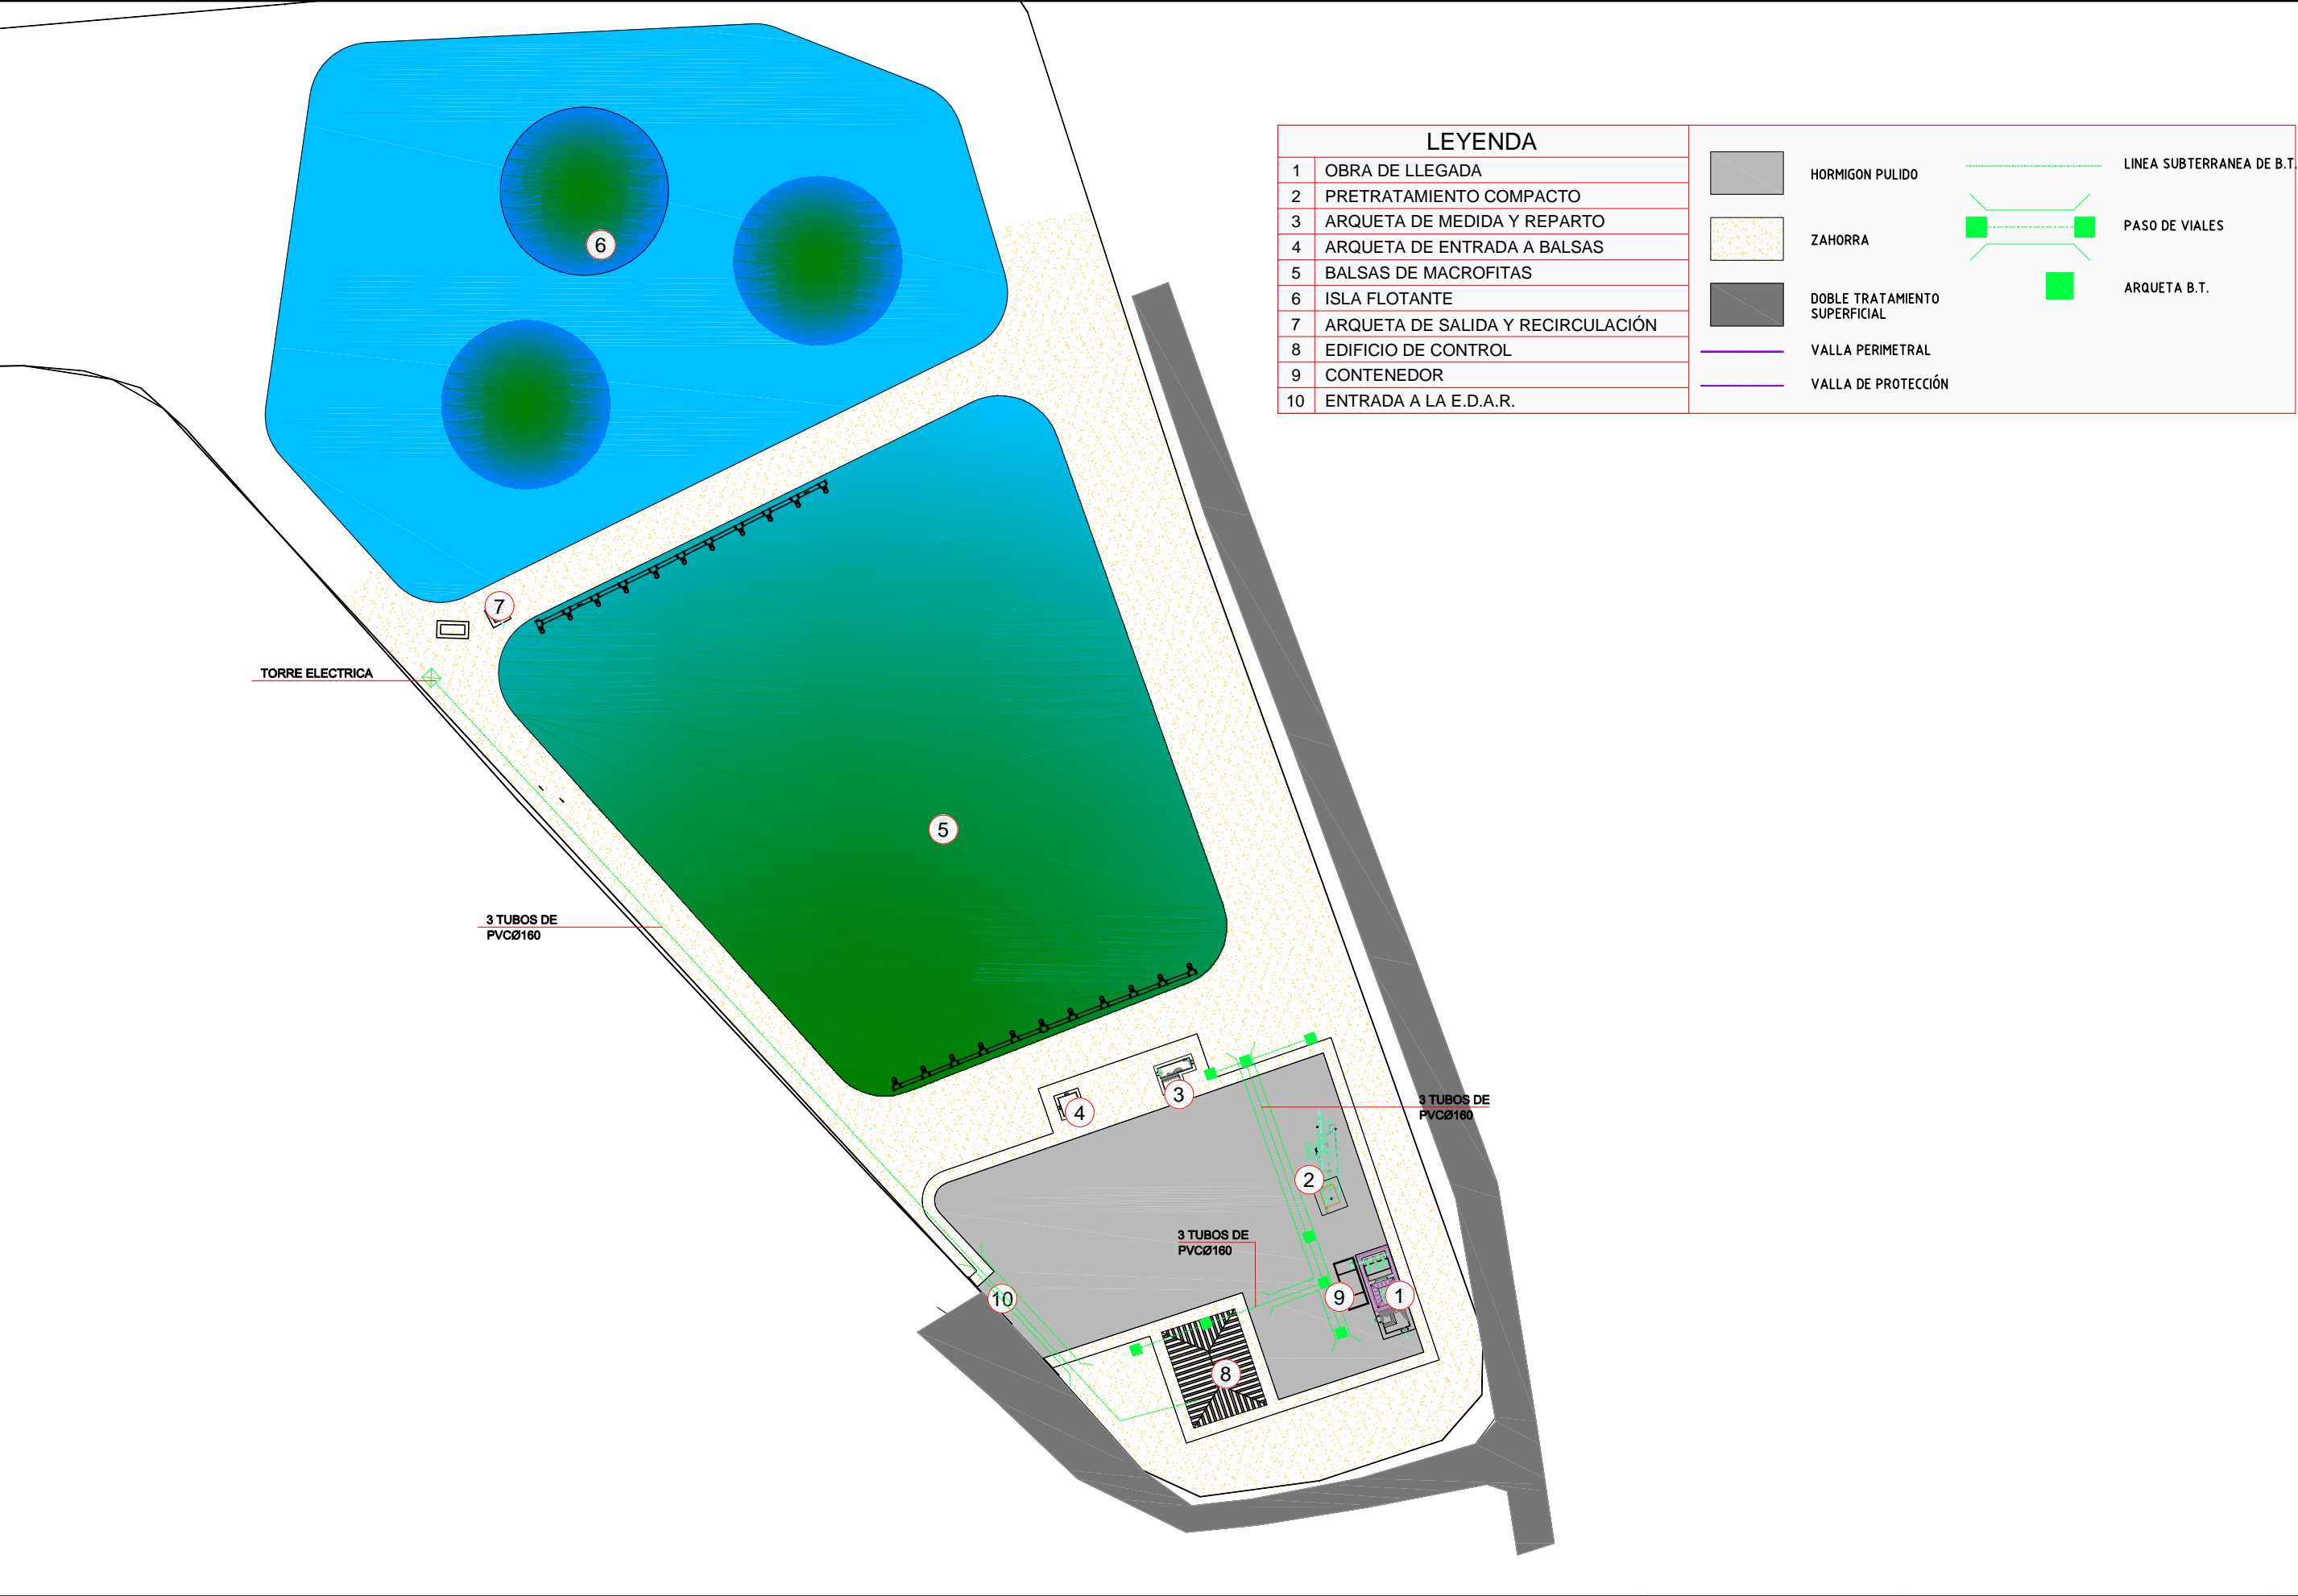 LEYENDA
1 OBRA DE LLEGADA
2 PRETRATAMIENTO COMPACTO
3 ARQUETA DE MEDIDA Y REPARTO
4 ARQUETA DE ENTRADA A BALSAS
5 BALSAS DE MACROFITAS
6 ISLA FLOTANTE
7 ARQUETA DE SALIDA Y RECIRCULACIÓN
8 EDIFICIO DE CONTROL
9 CONTENEDOR
10 ENTRADA A LA E.D.A.R.
HORMIGON PULIDO
ZAHORRA
DOBLE TRATAMIENTO
SUPERFICIAL
VALLA PERIMETRAL
VALLA DE PROTECCIÓN
LINEA SUBTERRANEA DE B.T.
PASO DE VIALES
ARQUETA B.T.
6
7
TORRE ELECTRICA
5
3 TUBOS DE
PVCØ160
3
4
3 TUBOS DE
PVCØ160
2
3 TUBOS DE
PVCØ160
10
9
1
8